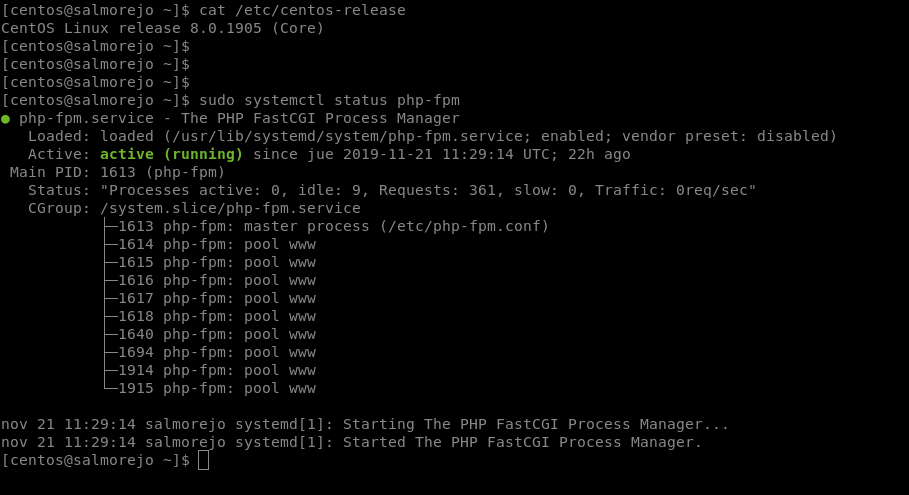 [centos@salmorejo ~]$ cat /etc/centos-release
CentOS Linux release 8.0.1905 (Core)
[centos@salmorejo ~]$
[centos@salmorejo ~]$
[centos@salmorejo ~]$
[centos@salmorejo ~]$ sudo systemctl status php-fpm
● php-fpm.service - The PHP FastCGI Process Manager
   Loaded: loaded (/usr/lib/systemd/system/php-fpm.service; enabled; vendor preset: disabled)
   Active: active (running) since jue 2019-11-21 11:29:14 UTC; 22h ago
 Main PID: 1613 (php-fpm)
   Status: "Processes active: 0, idle: 9, Requests: 361, slow: 0, Traffic: 0req/sec"
   CGroup: /system.slice/php-fpm.service
           ├─1613 php-fpm: master process (/etc/php-fpm.conf)
           ├─1614 php-fpm: pool www
           ├─1615 php-fpm: pool www
           ├─1616 php-fpm: pool www
           ├─1617 php-fpm: pool www
           ├─1618 php-fpm: pool www
           ├─1640 php-fpm: pool www
           ├─1694 php-fpm: pool www
           ├─1914 php-fpm: pool www
           └─1915 php-fpm: pool www

nov 21 11:29:14 salmorejo systemd[1]: Starting The PHP FastCGI Process Manager...
nov 21 11:29:14 salmorejo systemd[1]: Started The PHP FastCGI Process Manager.
[centos@salmorejo ~]$